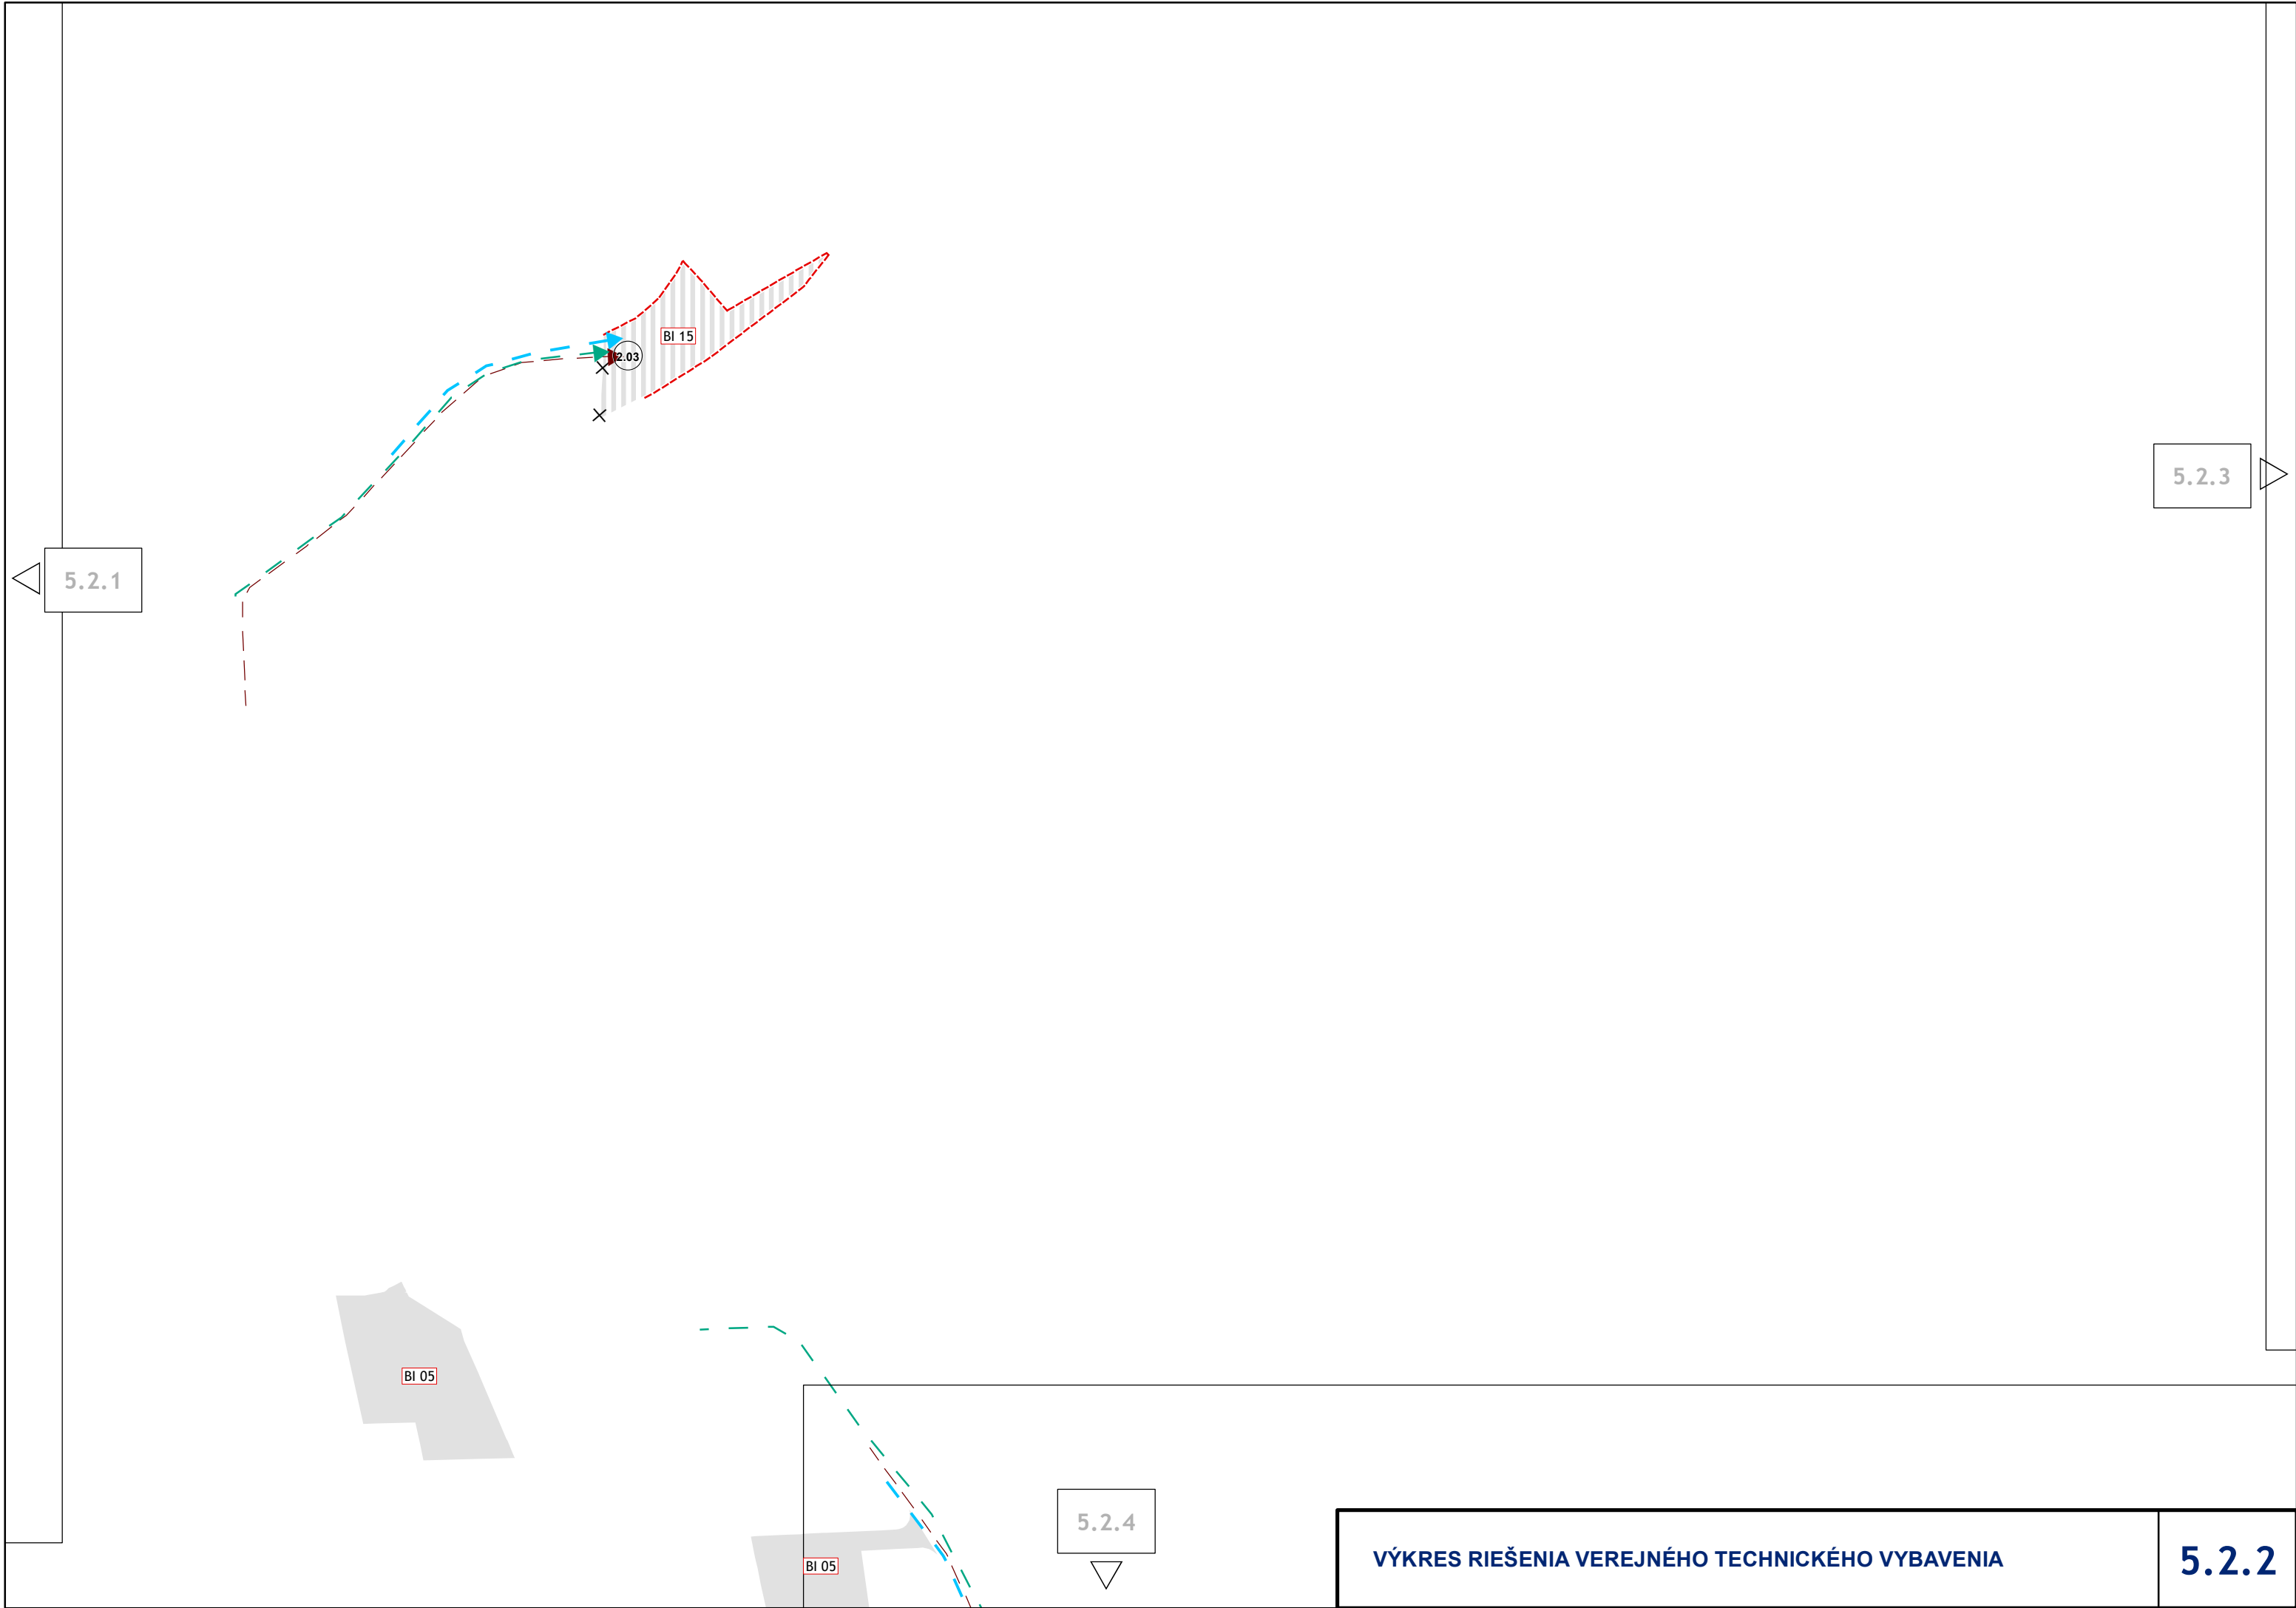 BI 15
2.03
5.2.3
5.2.1
BI 05
5.2.4
BI 05
VÝKRES RIEŠENIA VEREJNÉHO TECHNICKÉHO VYBAVENIA
5.2.2